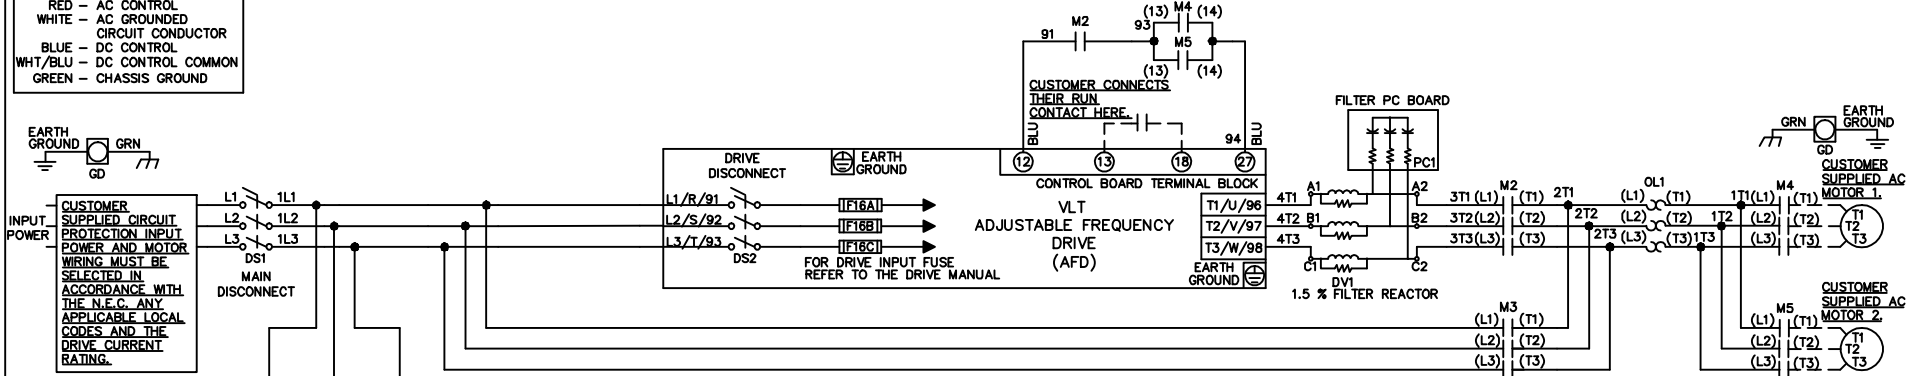 RED – AC CONTROL
WHITE – AC GROUNDED
CIRCUIT CONDUCTOR
BLUE – DC CONTROL
WHT/BLU – DC CONTROL COMMON
GREEN – CHASSIS GROUND
(13) M4 (14)
91 M2 93
M5
(13) (14)
CUSTOMER CONNECTS
THEIR RUN
CONTACT HERE.
BLU
94 BLU
12 13 18 27
CONTROL BOARD TERMINAL BLOCK
EARTH
GROUND
GRN
GD
INPUT
POWER
CUSTOMER
SUPPLIED CIRCUIT
PROTECTION INPUT
POWER AND MOTOR
WIRING MUST BE
SELECTED IN
ACCORDANCE WITH
THE N.E.C. ANY
APPLICABLE LOCAL
CODES AND THE
DRIVE CURRENT
RATING.
L1 1L1
L2 1L2
L3 1L3
DS1
MAIN
DISCONNECT
DRIVE
DISCONNECT
EARTH
GROUND
L1/R/91
L2/S/92
L3/T/93
DS2
F16A
F16B
F16C
FOR DRIVE INPUT FUSE
REFER TO THE DRIVE MANUAL
VLT
ADJUSTABLE FREQUENCY
DRIVE
(AFD)
T1/U/96
T2/V/97
T3/W/98
EARTH
GROUND
4T1
4T2
4T3
FILTER PC BOARD
PC1
A1 A2
B1 B2
C1 C2
DV1
1.5 % FILTER REACTOR
M2
3T1 (L1) (T1) 2T1
3T2 (L2) (T2) 2T2
3T3 (L3) (T3) 2T3
OL1
(L1) (T1) 1T1
(L2) (T2) 1T2
(L3) (T3) 1T3
M4
(L1) (T1)
(L2) (T2)
(L3) (T3)
GRN
EARTH
GROUND
GD
CUSTOMER
SUPPLIED AC
MOTOR 1.
T1
T2
T3
M3
(L1) (T1)
(L2) (T2)
(L3) (T3)
M5
(L1) (T1)
(L2) (T2)
(L3) (T3)
CUSTOMER
SUPPLIED AC
MOTOR 2.
T1
T2
T3